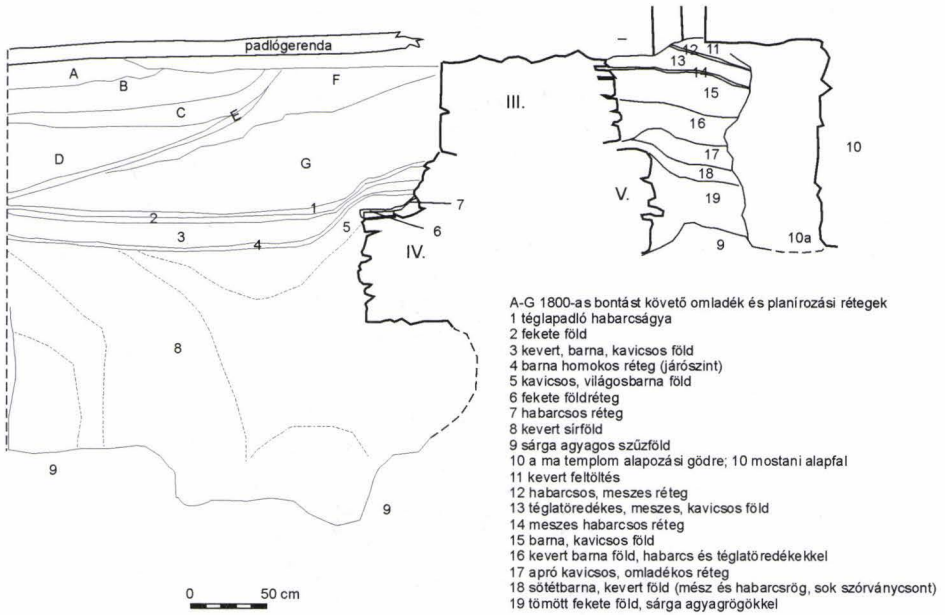 padlógerenda
A
B
C
D
E
F
G
1
2
3
4
5
6
7
8
9
9
III.
IV.
V.
11
12
13
14
15
16
17
18
19
9
10
10a
A-G 1800-as bontást követő omladék és planírozási rétegek
1 téglapadló habarcságya
2 fekete föld
3 kevert, barna, kavicsos föld
4 barna homokos réteg (járószint)
5 kavicsos, világosbarna föld
6 fekete földréteg
7 habarcsos réteg
8 kevert sírföld
9 sárga agyagos szűzföld
10 a ma templom alapozási gödre; 10 mostani alapfal
11 kevert feltöltés
12 habarcsos, meszes réteg
13 téglatöredékes, meszes, kavicsos föld
14 meszes habarcsos réteg
15 barna, kavicsos föld
16 kevert barna föld, habarcs és téglatöredékekkel
17 apró kavicsos, omladékos réteg
18 sötétbarna, kevert föld (mész és habarcsrög, sok szórványcsont)
19 tömött fekete föld, sárga agyagrögökkel
0 50 cm